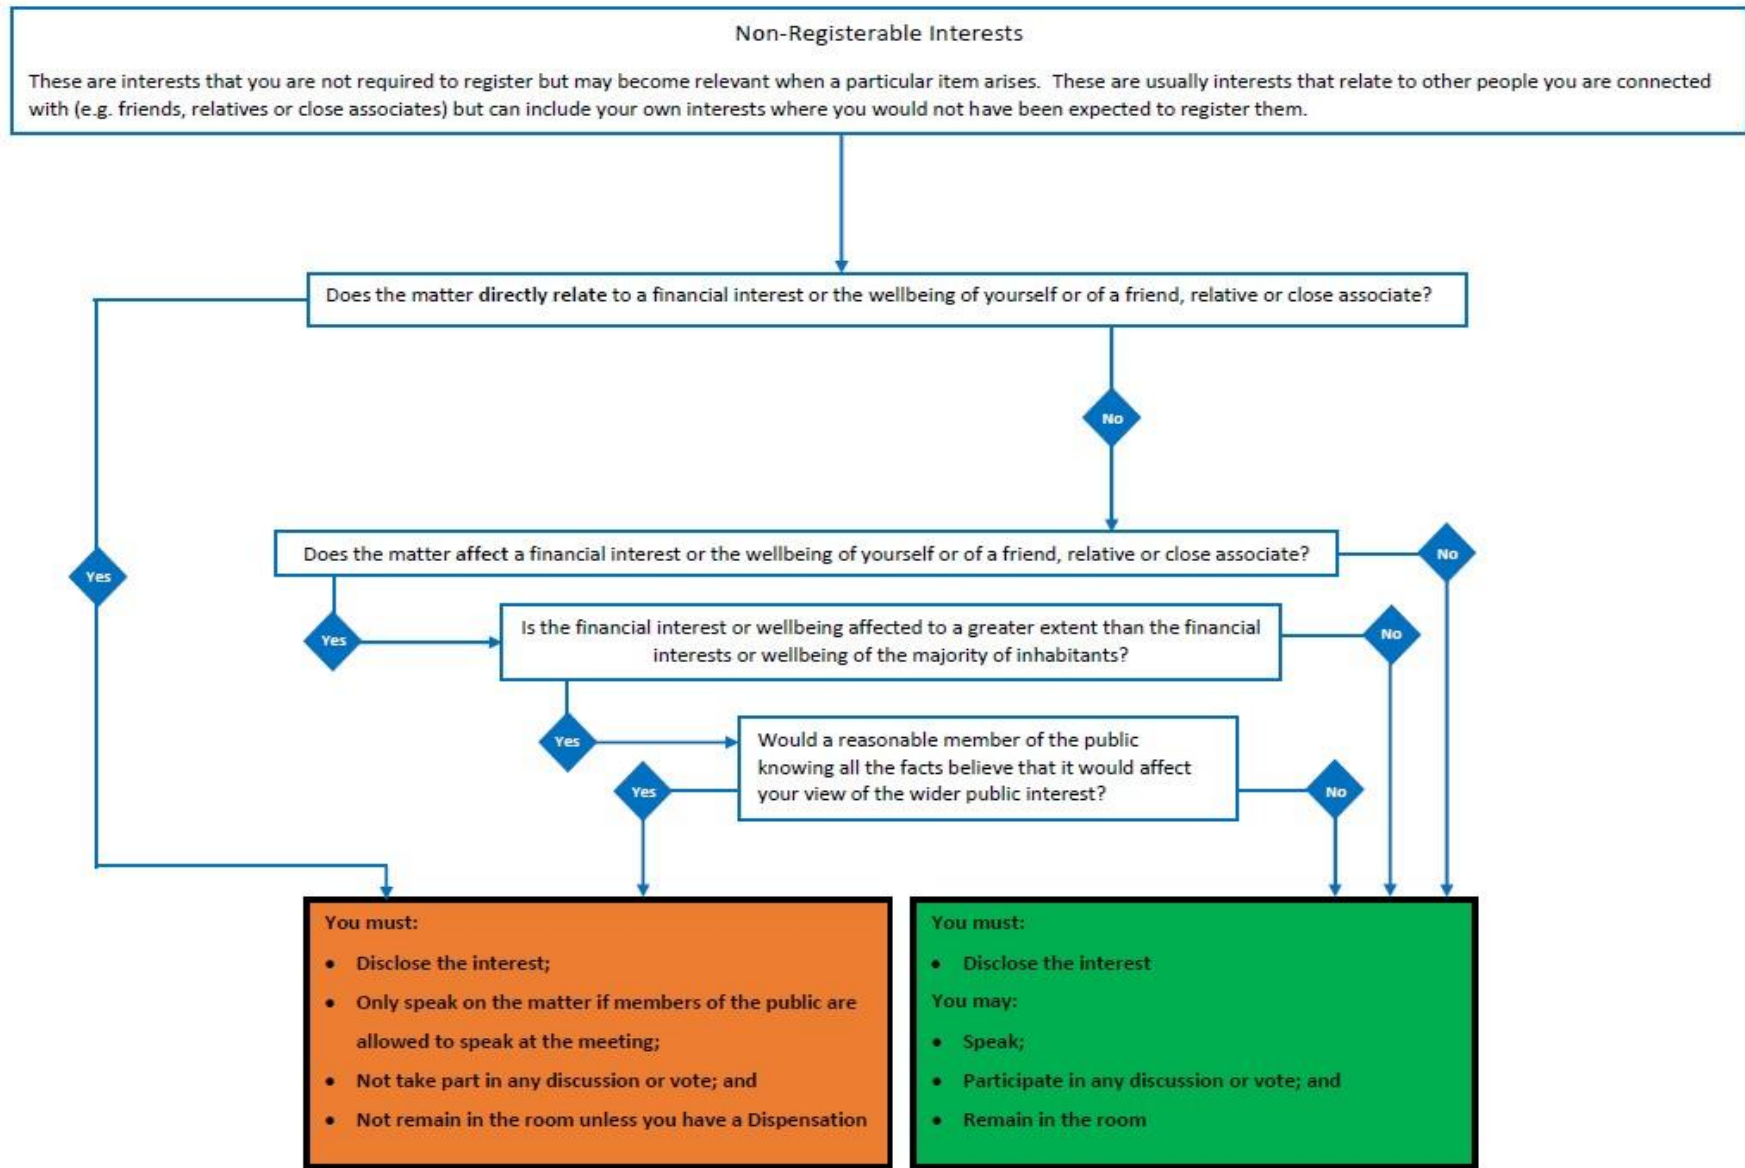 Non-Registerable Interests
These are interests that you are not required to register but may become relevant when a particular item arises.  These are usually interests that relate to other people you are connected
with (e.g. friends, relatives or close associates) but can include your own interests where you would not have been expected to register them.
Does the matter directly relate to a financial interest or the wellbeing of yourself or of a friend, relative or close associate?
No
Does the matter affect a financial interest or the wellbeing of yourself or of a friend, relative or close associate?
No
Yes
Yes
Is the financial interest or wellbeing affected to a greater extent than the financial
interests or wellbeing of the majority of inhabitants?
No
Yes
Would a reasonable member of the public
knowing all the facts believe that it would affect
your view of the wider public interest?
Yes
No
You must:
• Disclose the interest;
• Only speak on the matter if members of the public are
allowed to speak at the meeting;
• Not take part in any discussion or vote; and
• Not remain in the room unless you have a Dispensation
You must:
• Disclose the interest
You may:
• Speak;
• Participate in any discussion or vote; and
• Remain in the room